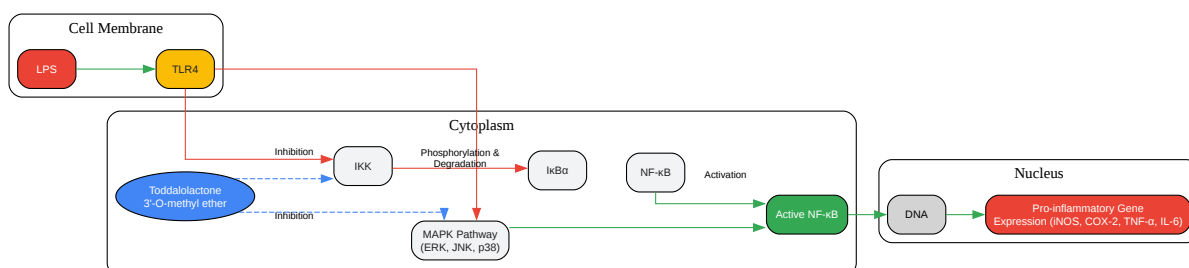 Cell Membrane
LPS
TLR4
Cytoplasm
Inhibition
IKK
Phosphorylation &
Degradation
IκBα
NF-κB
Activation
Toddalolactone
3'-O-methyl ether
Inhibition
MAPK Pathway
(ERK, JNK, p38)
Active NF-κB
Nucleus
DNA
Pro-inflammatory Gene
Expression (iNOS, COX-2, TNF-α, IL-6)